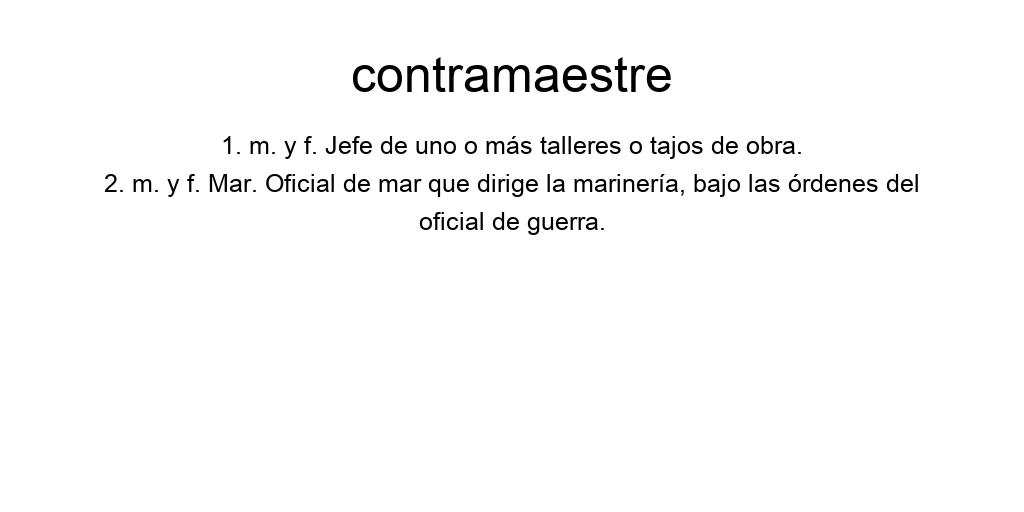 contramaestre
1. m. y f. Jefe de uno o más talleres o tajos de obra.
2. m. y f. Mar. Oficial de mar que dirige la marinería, bajo las órdenes del
oficial de guerra.